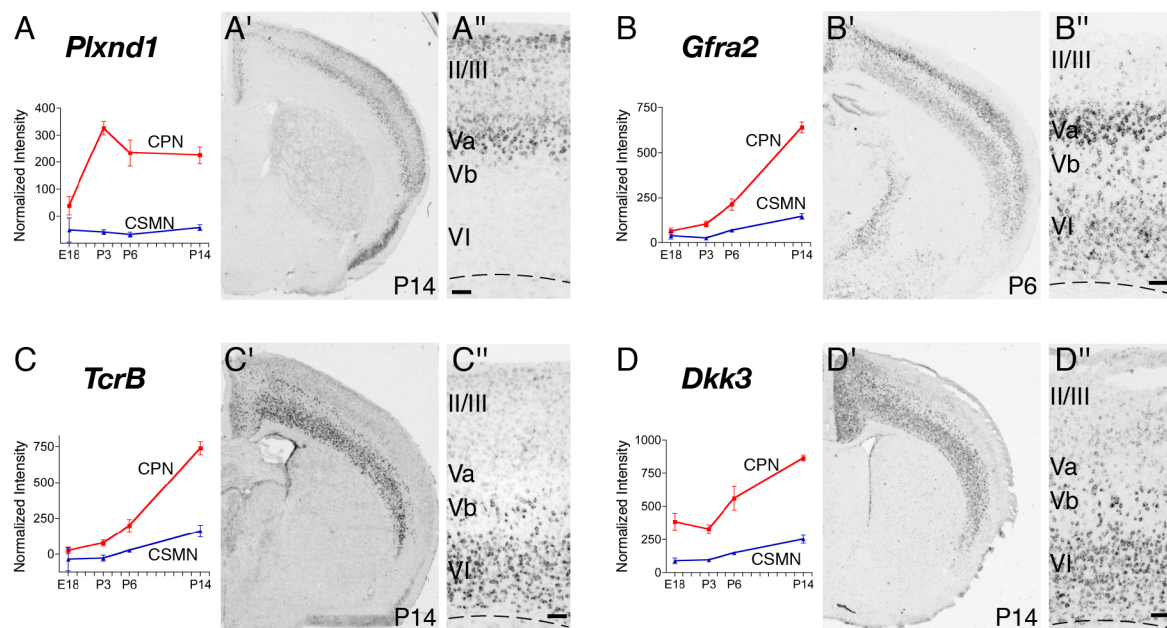 A
Plxnd1
Normalized Intensity
400
300
200
100
0
E18 P3 P6 P14
CPN
CSMN
A'
P14
A"
II/III
Va
Vb
VI
B
Gfra2
Normalized Intensity
750
500
250
0
E18 P3 P6 P14
CPN
CSMN
B'
P6
B"
II/III
Va
Vb
VI
C
TcrB
Normalized Intensity
750
500
250
0
E18 P3 P6 P14
CPN
CSMN
C'
P14
C"
II/III
Va
Vb
VI
D
Dkk3
Normalized Intensity
1000
750
500
250
0
E18 P3 P6 P14
CPN
CSMN
D'
P14
D"
II/III
Va
Vb
VI